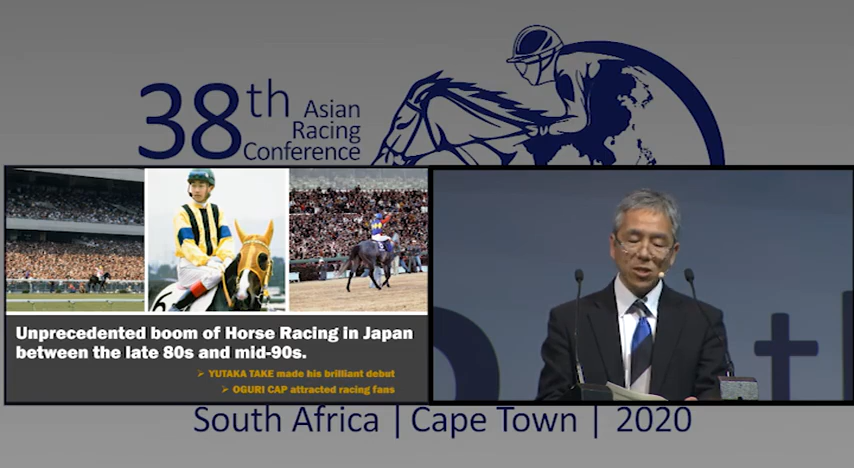 38th Asian
Racing
Conference
Unprecedented boom of Horse Racing in Japan
between the late 80s and mid-90s.
➢ YUTAKA TAKE made his brilliant debut
➢ OGURI CAP attracted racing fans
South Africa | Cape Town | 2020